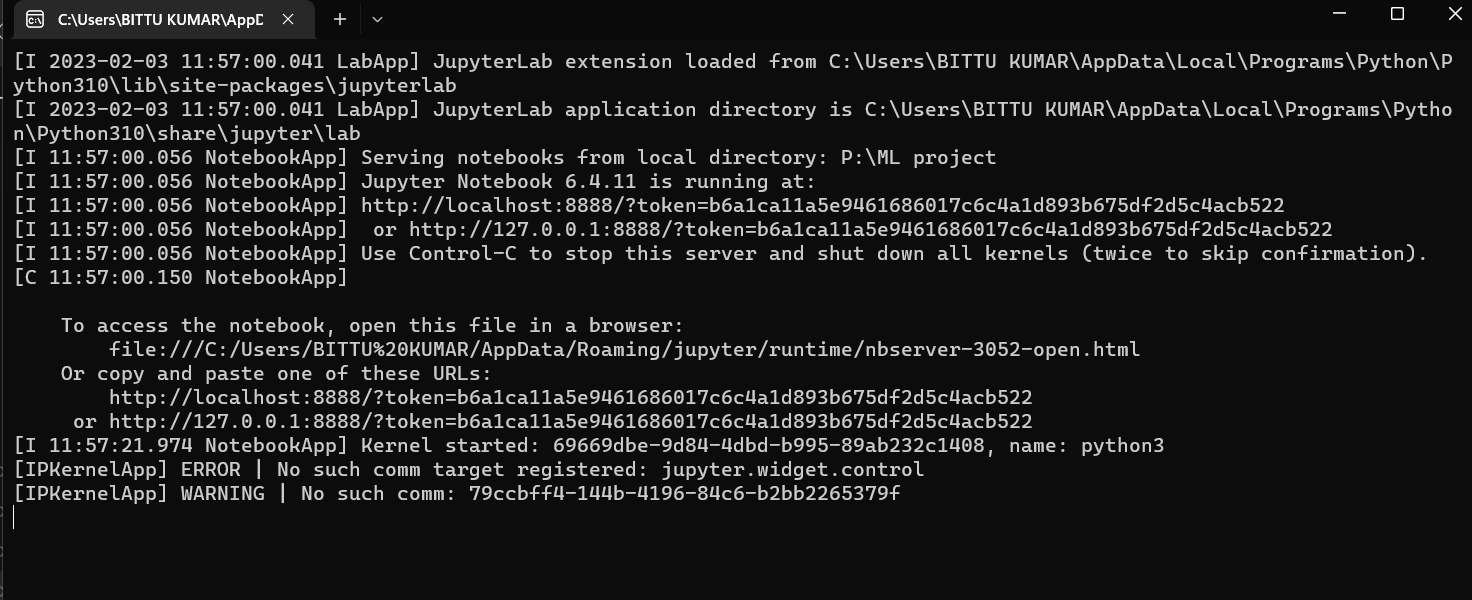 C:\Users\BITTU KUMAR\AppD
[I 2023-02-03 11:57:00.041 LabApp] JupyterLab extension loaded from C:\Users\BITTU KUMAR\AppData\Local\Programs\Python\P
ython310\lib\site-packages\jupyterlab
[I 2023-02-03 11:57:00.041 LabApp] JupyterLab application directory is C:\Users\BITTU KUMAR\AppData\Local\Programs\Pytho
n\Python310\share\jupyter\lab
[I 11:57:00.056 NotebookApp] Serving notebooks from local directory: P:\ML project
[I 11:57:00.056 NotebookApp] Jupyter Notebook 6.4.11 is running at:
[I 11:57:00.056 NotebookApp] http://localhost:8888/?token=b6a1ca11a5e9461686017c6c4a1d893b675df2d5c4acb522
[I 11:57:00.056 NotebookApp]  or http://127.0.0.1:8888/?token=b6a1ca11a5e9461686017c6c4a1d893b675df2d5c4acb522
[I 11:57:00.056 NotebookApp] Use Control-C to stop this server and shut down all kernels (twice to skip confirmation).
[C 11:57:00.150 NotebookApp]
To access the notebook, open this file in a browser:
file:///C:/Users/BITTU%20KUMAR/AppData/Roaming/jupyter/runtime/nbserver-3052-open.html
Or copy and paste one of these URLs:
http://localhost:8888/?token=b6a1ca11a5e9461686017c6c4a1d893b675df2d5c4acb522
or http://127.0.0.1:8888/?token=b6a1ca11a5e9461686017c6c4a1d893b675df2d5c4acb522
[I 11:57:21.974 NotebookApp] Kernel started: 69669dbe-9d84-4dbd-b995-89ab232c1408, name: python3
[IPKernelApp] ERROR | No such comm target registered: jupyter.widget.control
[IPKernelApp] WARNING | No such comm: 79ccbff4-144b-4196-84c6-b2bb2265379f